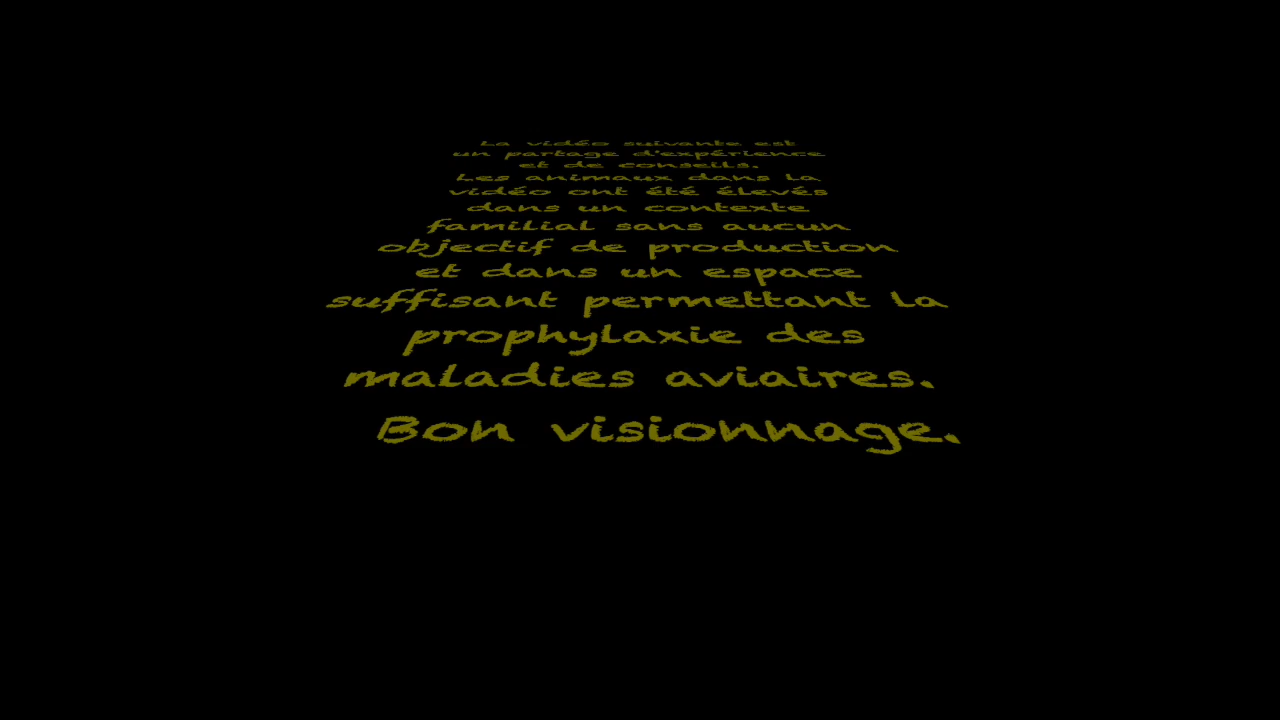 La vidéo suivante est
un partage d'expérience
et de conseils.
Les animaux dans la
vidéo ont été élevés
dans un contexte
familial sans aucun
objectif de production
et dans un espace
suffisant permettant la
prophylaxie des
maladies aviaires.
Bon visionnage.